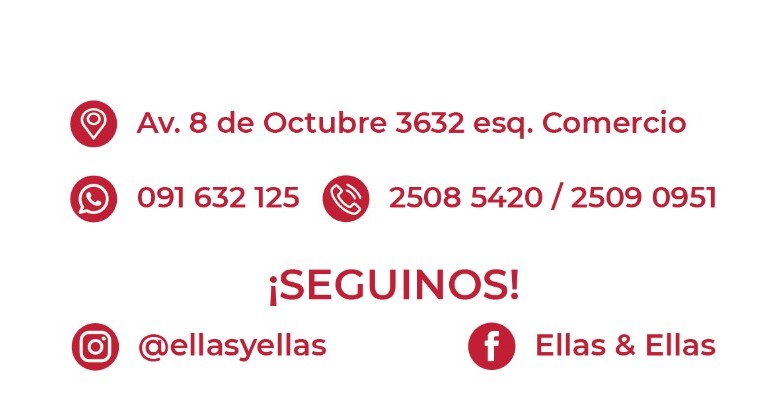 Av. 8 de Octubre 3632 esq. Comercio
091 632 125 2508 5420 / 2509 0951
¡SEGUINOS!
@ellasyellas Ellas & Ellas